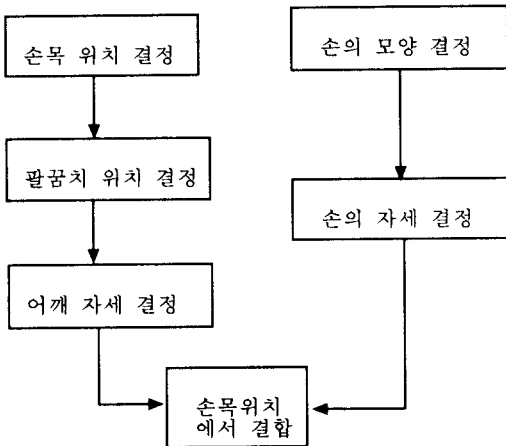 손목 위치 결정
손의 모양 결정
팔꿈치 위치 결정
손의 자세 결정
어깨 자세 결정
손목위치
에서 결합